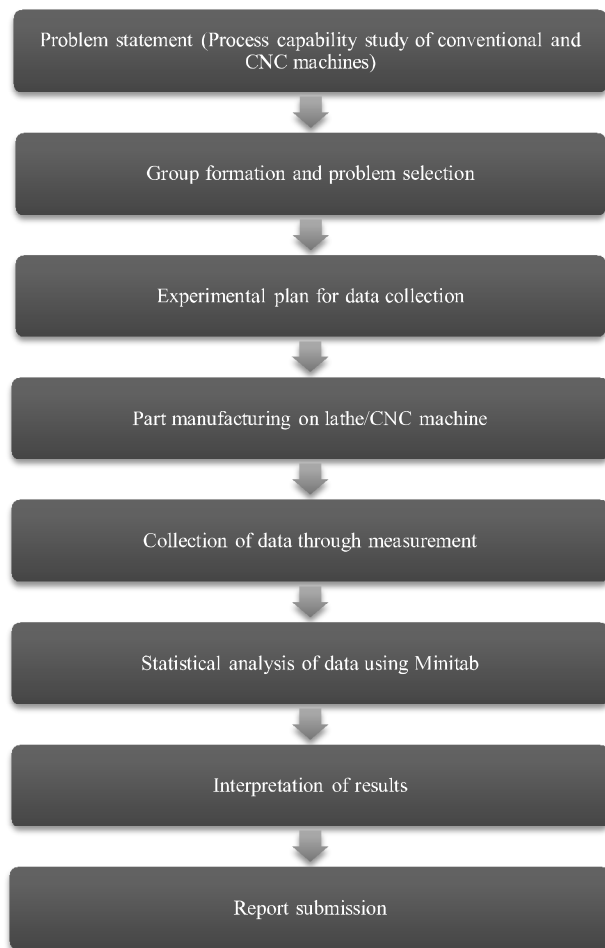 Problem statement (Process capability study of conventional and
CNC machines)
Group formation and problem selection
Experimental plan for data collection
Part manufacturing on lathe/CNC machine
Collection of data through measurement
Statistical analysis of data using Minitab
Interpretation of results
Report submission